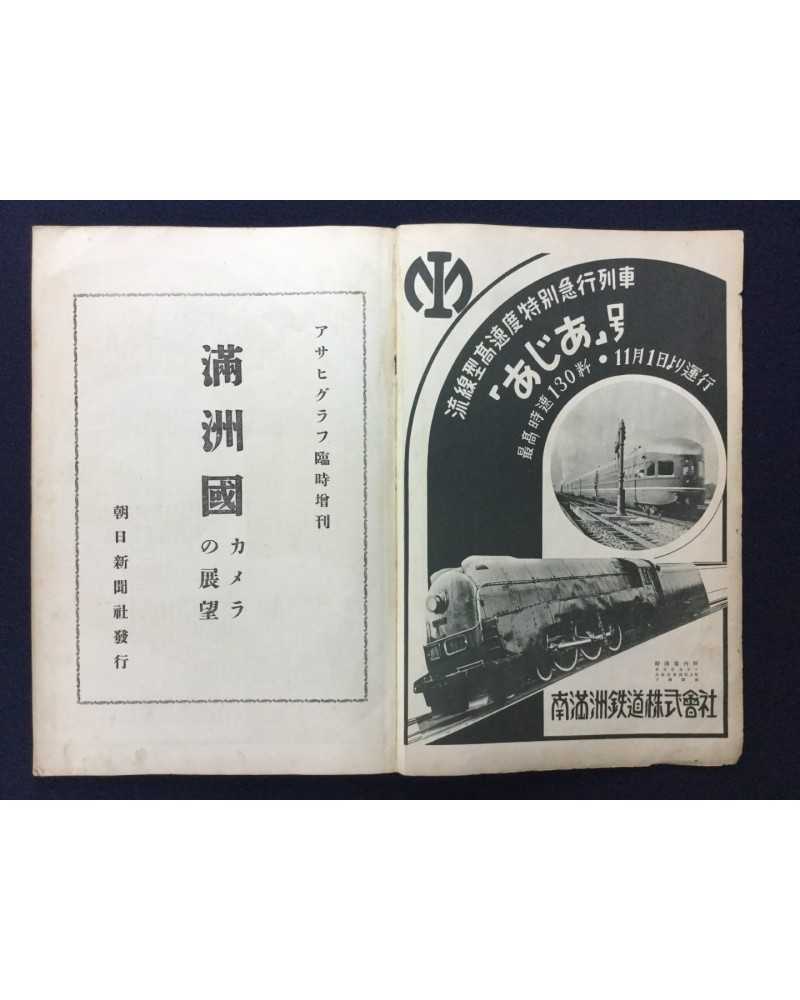 アサヒグラフ臨時增刊
滿洲國
カメラ
の展望
朝日新聞社發行
流線型高速度特別急行列車
「あじあ」号
最高時速130粁・11月1日より運行
南滿洲鉄道株式會社